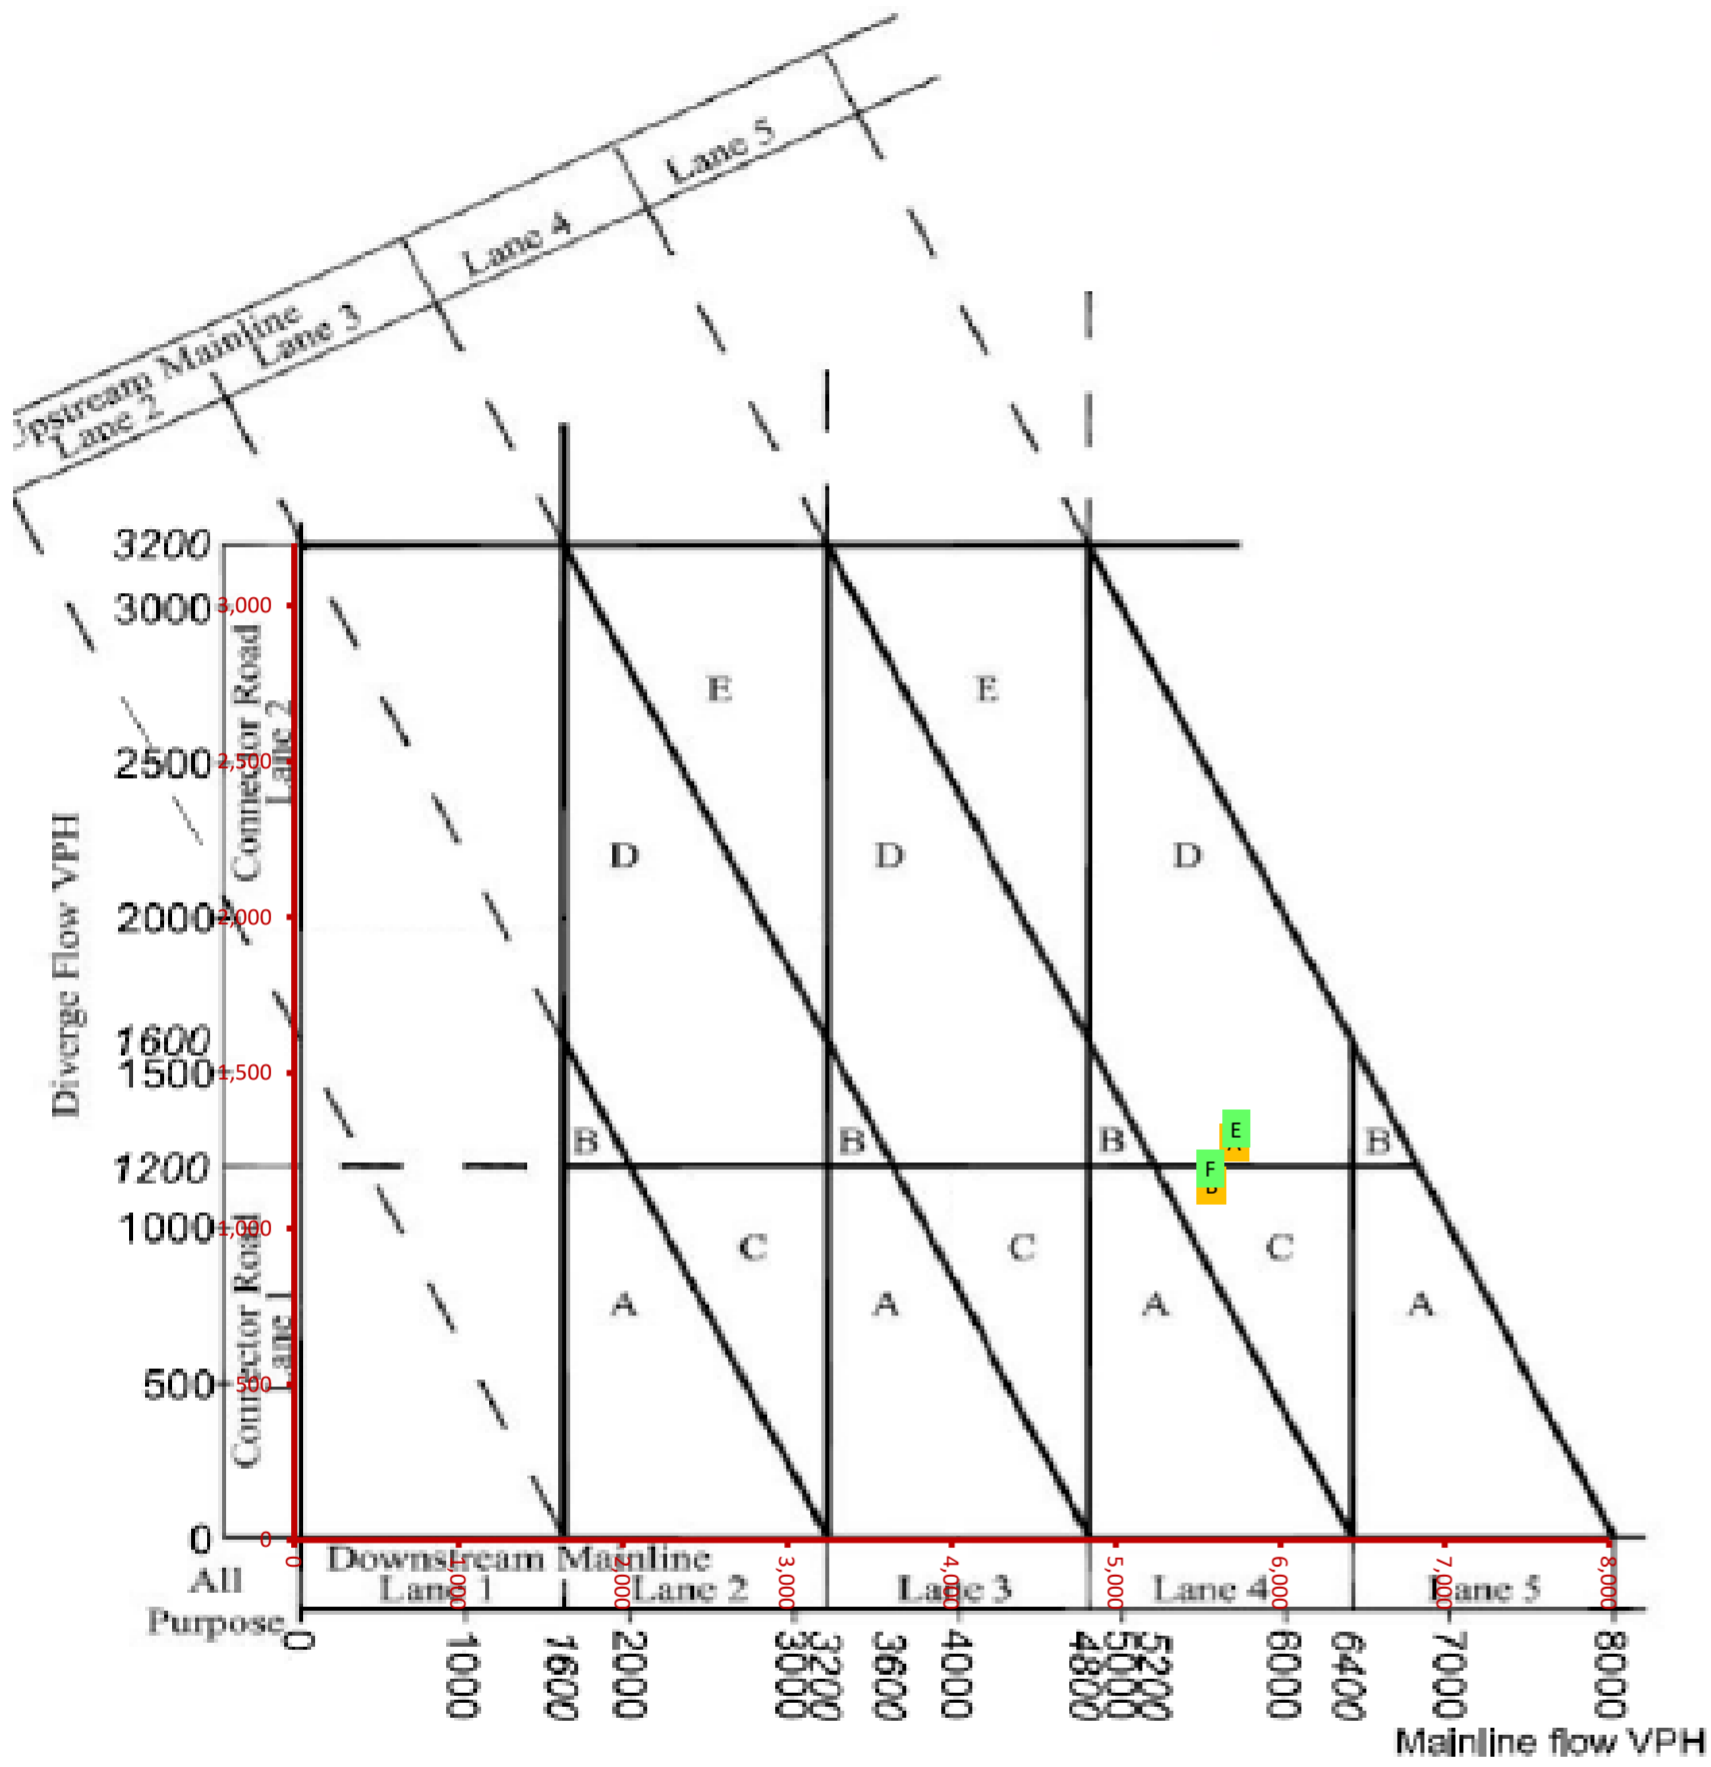 Lane 5
Lane 4
Upstream Mainline
Lane 3
Lane 2
3200
3000
3,000
E
E
Connector Road
Lane 2
2500
2,500
D
D
D
Diverge Flow VPH
2000
2,000
1600
1500
1,500
B
B
B
E
A
B
1200
F
1000
1,000
C
C
C
Connector Road
Lane 1
A
A
A
A
500
500
0
0
0
1,000
2,000
3,000
4,000
5,000
6,000
7,000
8,000
Downstream Mainline
All
Purpose
Lane 1
Lane 2
Lane 3
Lane 4
Lane 5
0
1000
1600
2000
3000
3200
3600
4000
4800
5000
5200
6000
6400
7000
8000
Mainline flow VPH